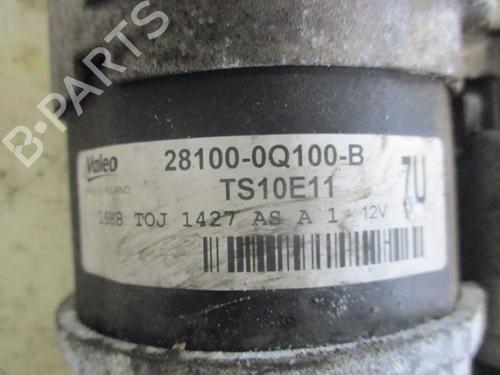 B-PARTS
Valeo
28100-0Q100-B
TS10E11
7U
TOJ 1427 AS A 1 12V